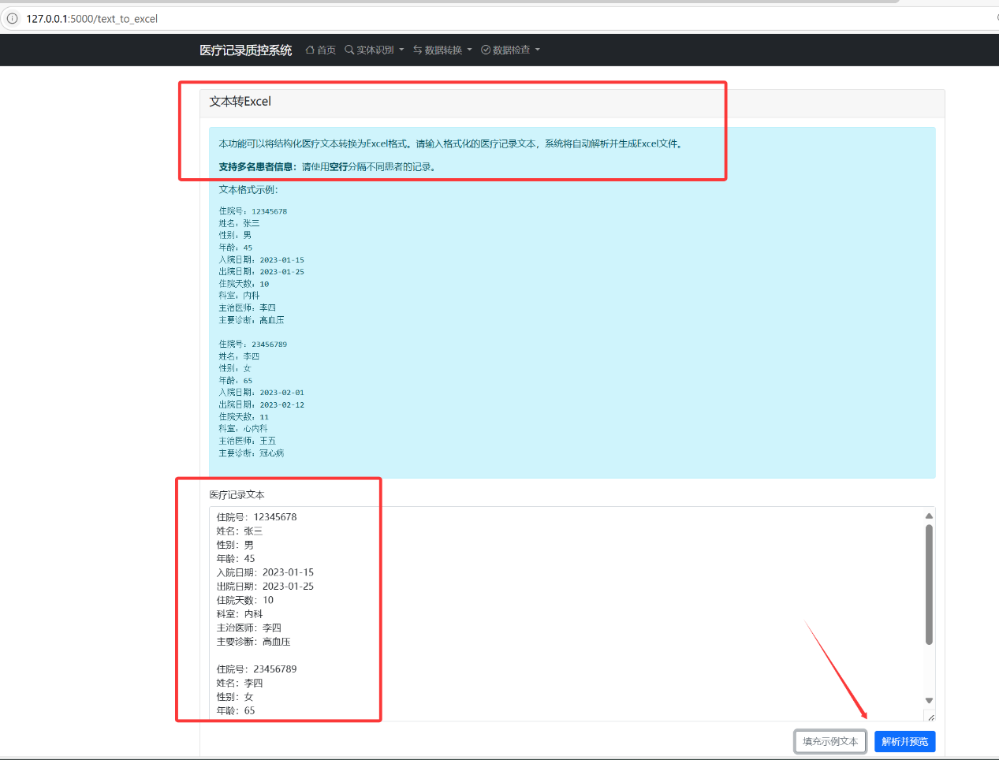 127.0.0.1:5000/text_to_excel
医疗记录质控系统 首页 实体识别 数据转换 数据检查
文本转Excel
本功能可以将结构化医疗文本转换为Excel格式。请输入格式化的医疗记录文本，系统将自动解析并生成Excel文件。
支持多名患者信息：请使用空行分隔不同患者的记录。
文本格式示例：
住院号：12345678
姓名：张三
性别：男
年龄：45
入院日期：2023-01-15
出院日期：2023-01-25
住院天数：10
科室：内科
主治医师：李四
主要诊断：高血压
住院号：23456789
姓名：李四
性别：女
年龄：65
入院日期：2023-02-01
出院日期：2023-02-12
住院天数：11
科室：心内科
主治医师：王五
主要诊断：冠心病
医疗记录文本
住院号：12345678
姓名：张三
性别：男
年龄：45
入院日期：2023-01-15
出院日期：2023-01-25
住院天数：10
科室：内科
主治医师：李四
主要诊断：高血压
住院号：23456789
姓名：李四
性别：女
年龄：65
填充示例文本 解析并预览